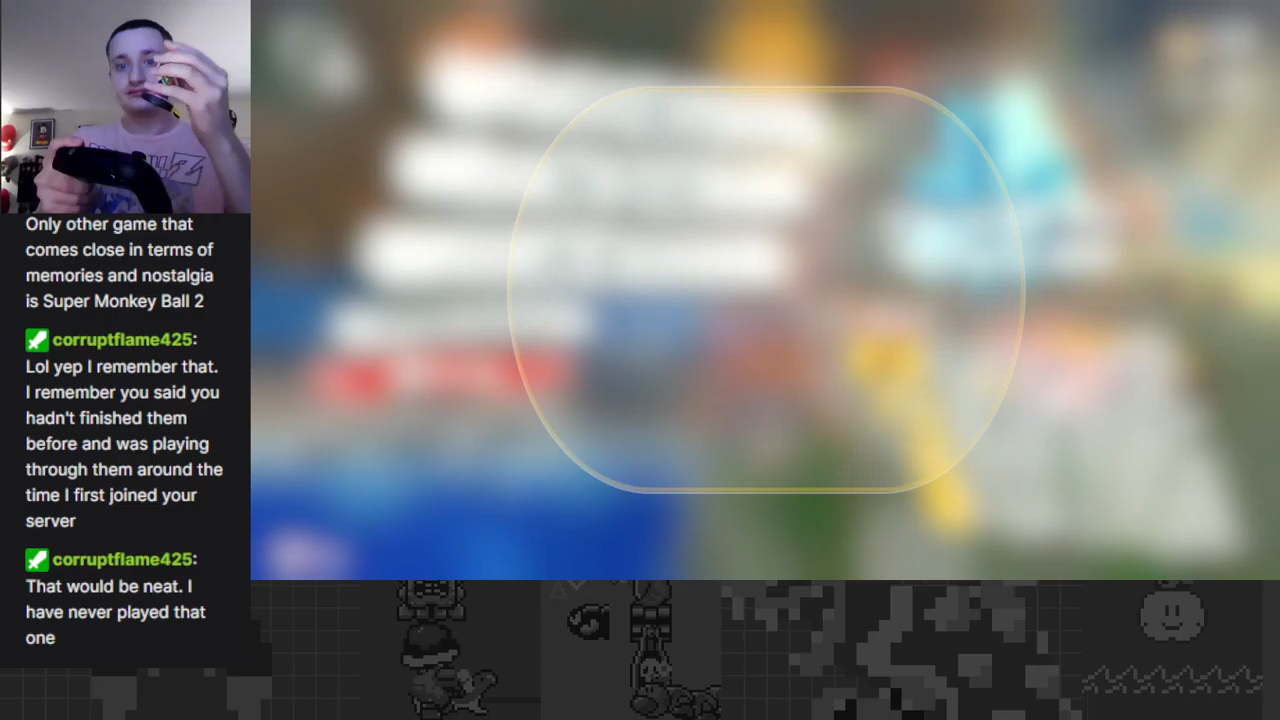 Only other game that
comes close in terms of
memories and nostalgia
is Super Monkey Ball 2
corruptflame425:
Lol yep I remember that.
I remember you said you
hadn't finished them
before and was playing
through them around the
time I first joined your
server
corruptflame425:
That would be neat. I
have never played that
one